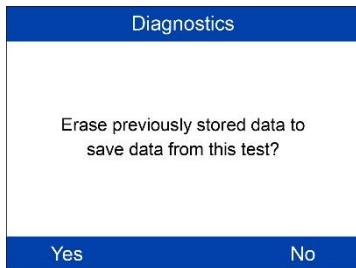 Diagnostics
Erase previously stored data to
save data from this test?
Yes No